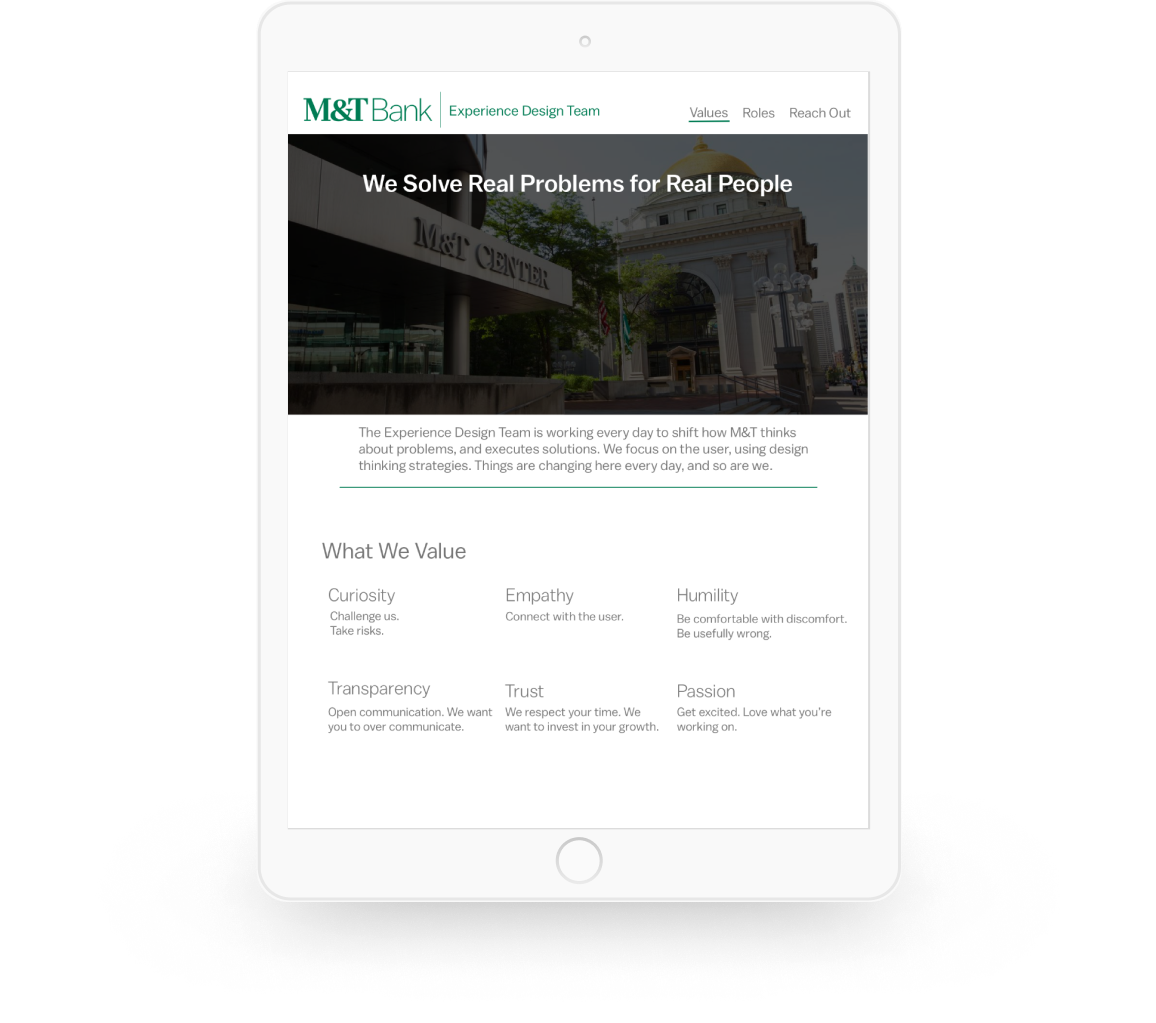 M&T Bank Experience Design Team
Values Roles Reach Out
We Solve Real Problems for Real People
M&T CENTER
The Experience Design Team is working every day to shift how M&T thinks
about problems, and executes solutions. We focus on the user, using design
thinking strategies. Things are changing here every day, and so are we.
What We Value
Curiosity
Challenge us.
Take risks.
Empathy
Connect with the user.
Humility
Be comfortable with discomfort.
Be usefully wrong.
Transparency
Open communication. We want
you to over communicate.
Trust
We respect your time. We
want to invest in your growth.
Passion
Get excited. Love what you're
working on.